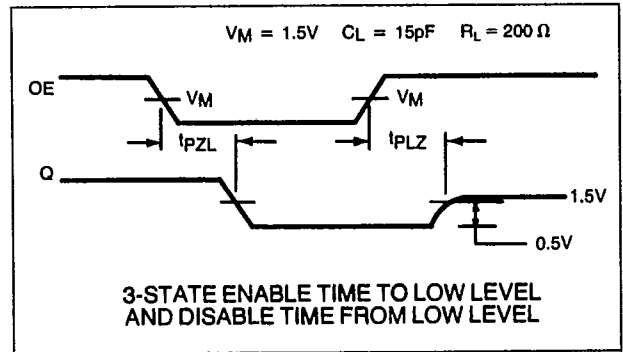 VM = 1.5V CL = 15pF RL = 200 Ω
OE
VM
VM
tPZL
tPLZ
Q
1.5V
0.5V
3-STATE ENABLE TIME TO LOW LEVEL
AND DISABLE TIME FROM LOW LEVEL